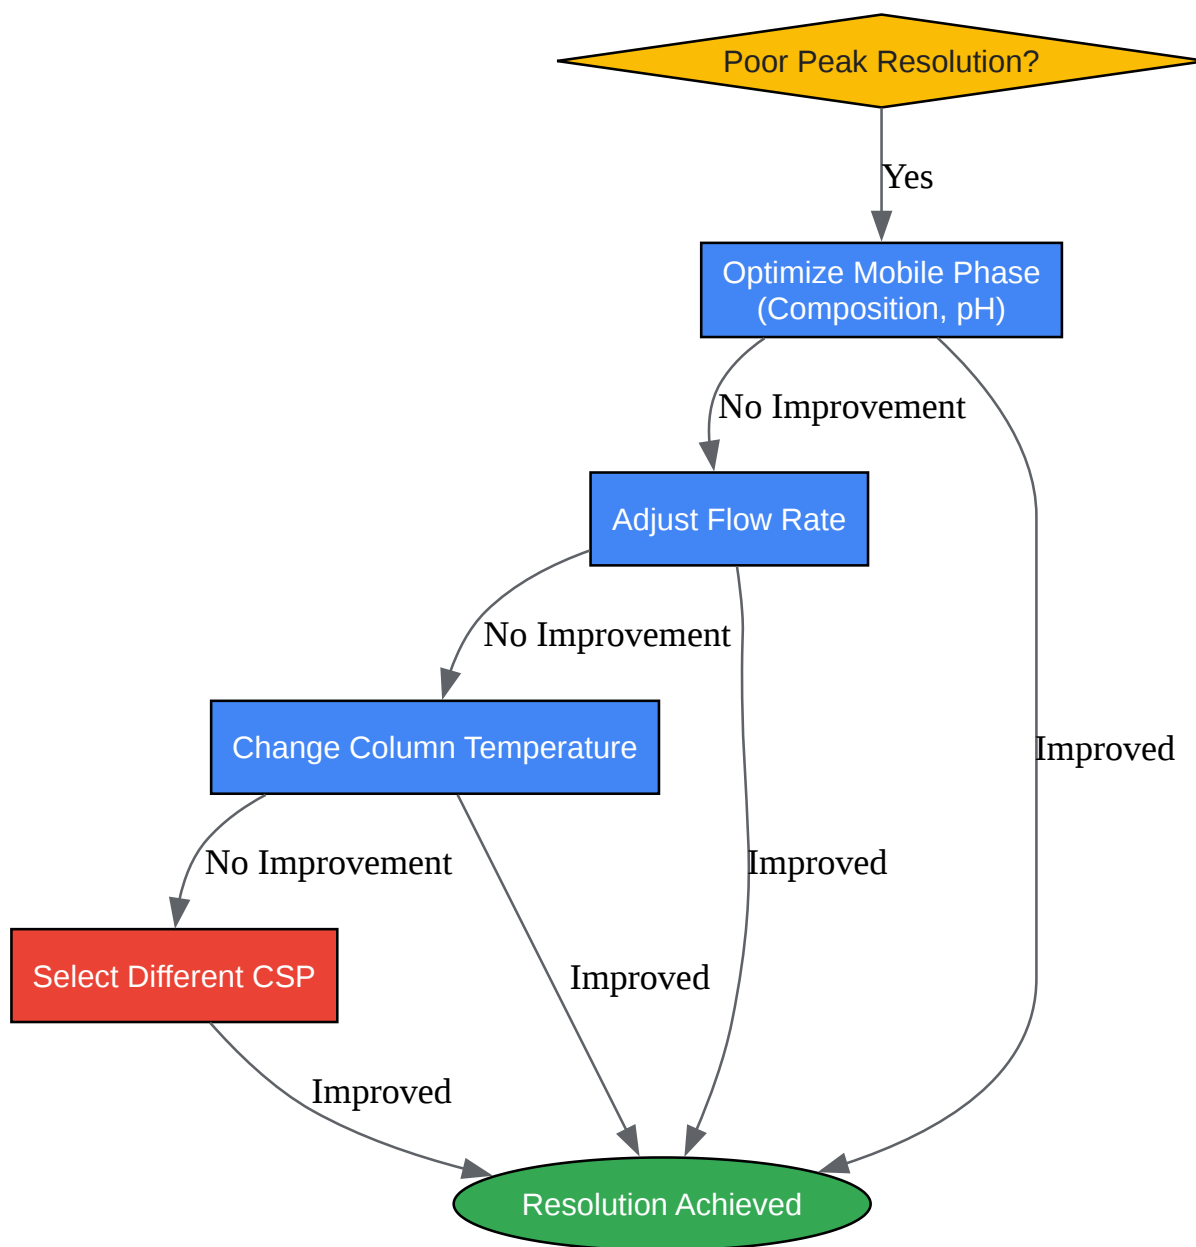 Poor Peak Resolution?
Yes
Optimize Mobile Phase
(Composition, pH)
No Improvement
Adjust Flow Rate
No Improvement
Change Column Temperature
Improved
No Improvement
Improved
Select Different CSP
Improved
Improved
Resolution Achieved